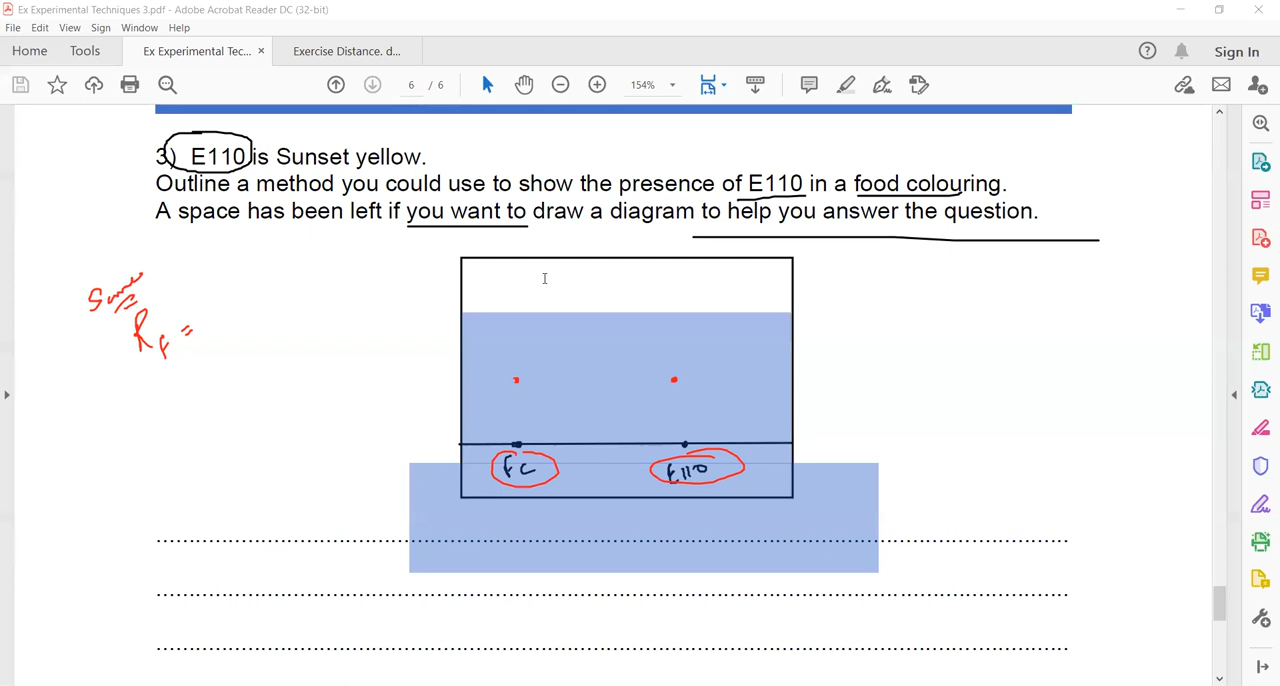 Ex Experimental Techniques 3.pdf - Adobe Acrobat Reader DC (32-bit)
File Edit View Sign Window Help
Home Tools Ex Experimental Tec... × Exercise Distance. d... Sign In
6 / 6 154%
3) E110 is Sunset yellow.
Outline a method you could use to show the presence of E110 in a food colouring.
A space has been left if you want to draw a diagram to help you answer the question.
Same
RF =
FC E110